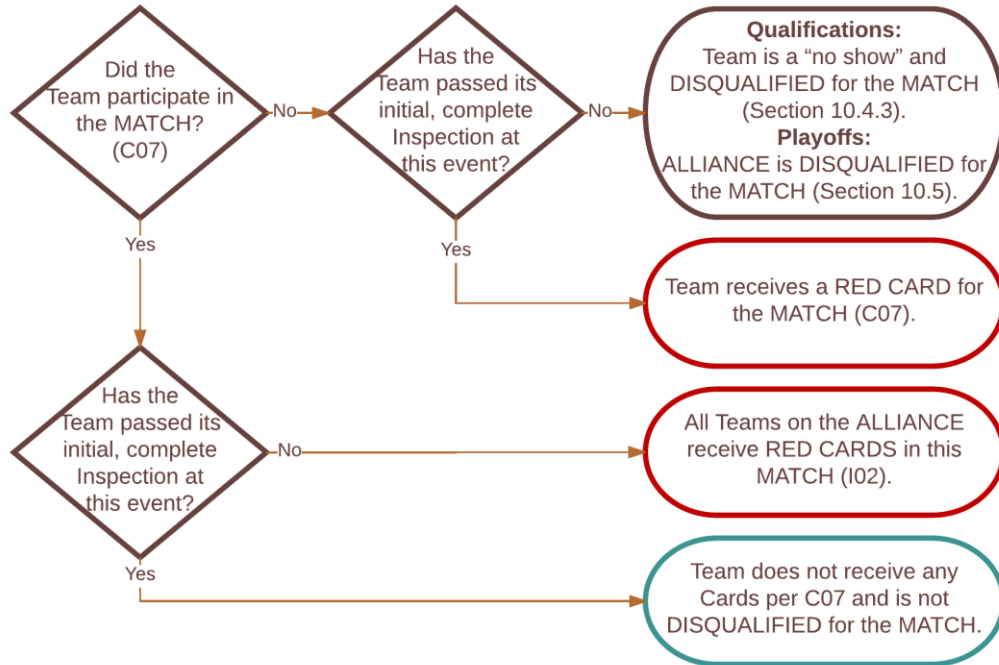 Did the
Team participate in
the MATCH?
(C07)
No
Has the
Team passed its
initial, complete
Inspection at
this event?
No
Qualifications:
Team is a “no show” and
DISQUALIFIED for the MATCH
(Section 10.4.3).
Playoffs:
ALLIANCE is DISQUALIFIED for
the MATCH (Section 10.5).
Yes
Yes
Team receives a RED CARD for
the MATCH (C07).
Has the
Team passed its
initial, complete
Inspection at
this event?
No
All Teams on the ALLIANCE
receive RED CARDS in this
MATCH (I02).
Yes
Team does not receive any
Cards per C07 and is not
DISQUALIFIED for the MATCH.